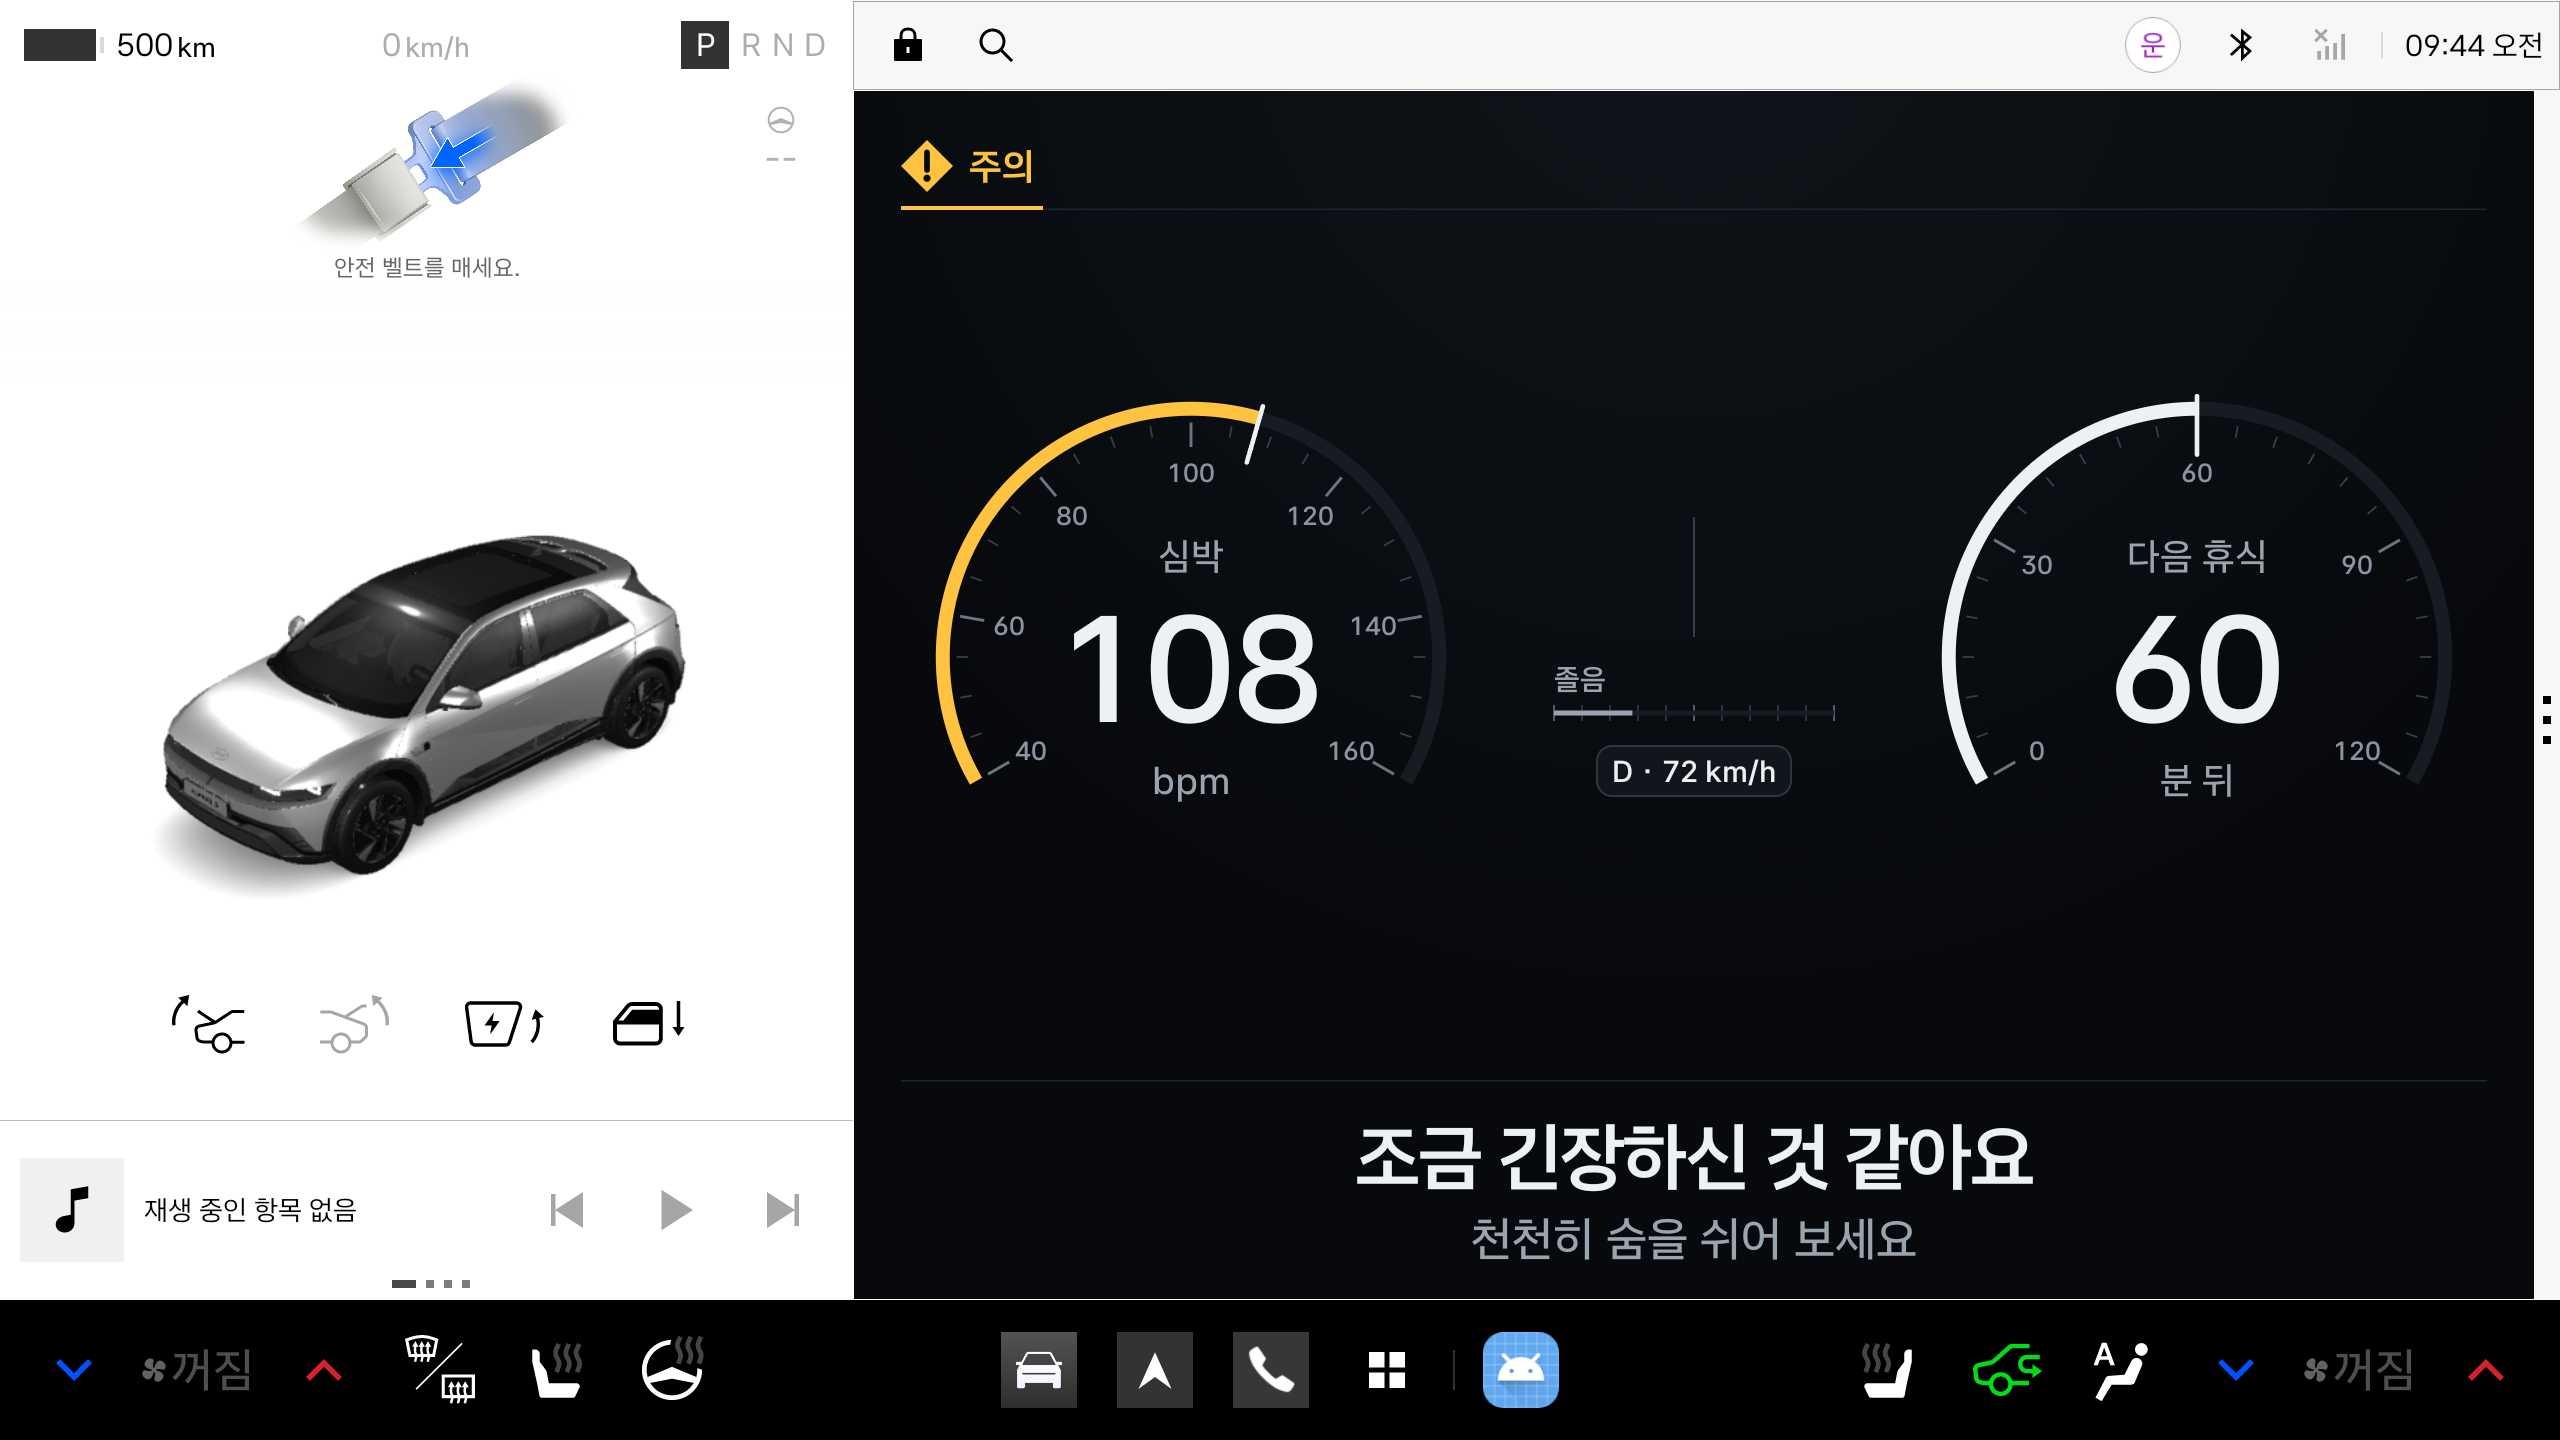 500 km
0 km/h
P R N D
--
안전 벨트를 매세요.
재생 중인 항목 없음
운
09:44 오전
주의
40
60
80
100
120
140
160
심박
108
bpm
졸음
D · 72 km/h
0
30
60
90
120
다음 휴식
60
분 뒤
조금 긴장하신 것 같아요
천천히 숨을 쉬어 보세요
꺼짐
A
꺼짐